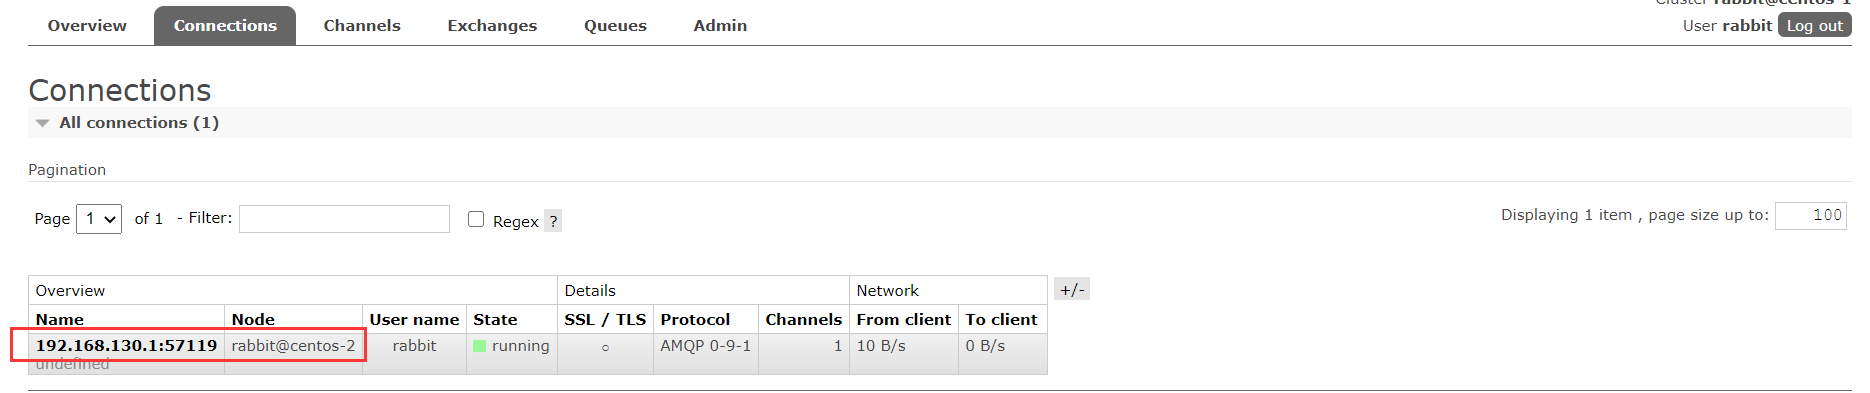 Cluster rabbit@centos-1
Overview Connections Channels Exchanges Queues Admin
User rabbit Log out
Connections
All connections (1)
Pagination
Page 1 of 1 - Filter: Regex ?
Displaying 1 item , page size up to: 100
Overview Details Network +/-
Name Node User name State SSL / TLS Protocol Channels From client To client
192.168.130.1:57119 rabbit@centos-2 rabbit running ○ AMQP 0-9-1 1 10 B/s 0 B/s
undefined